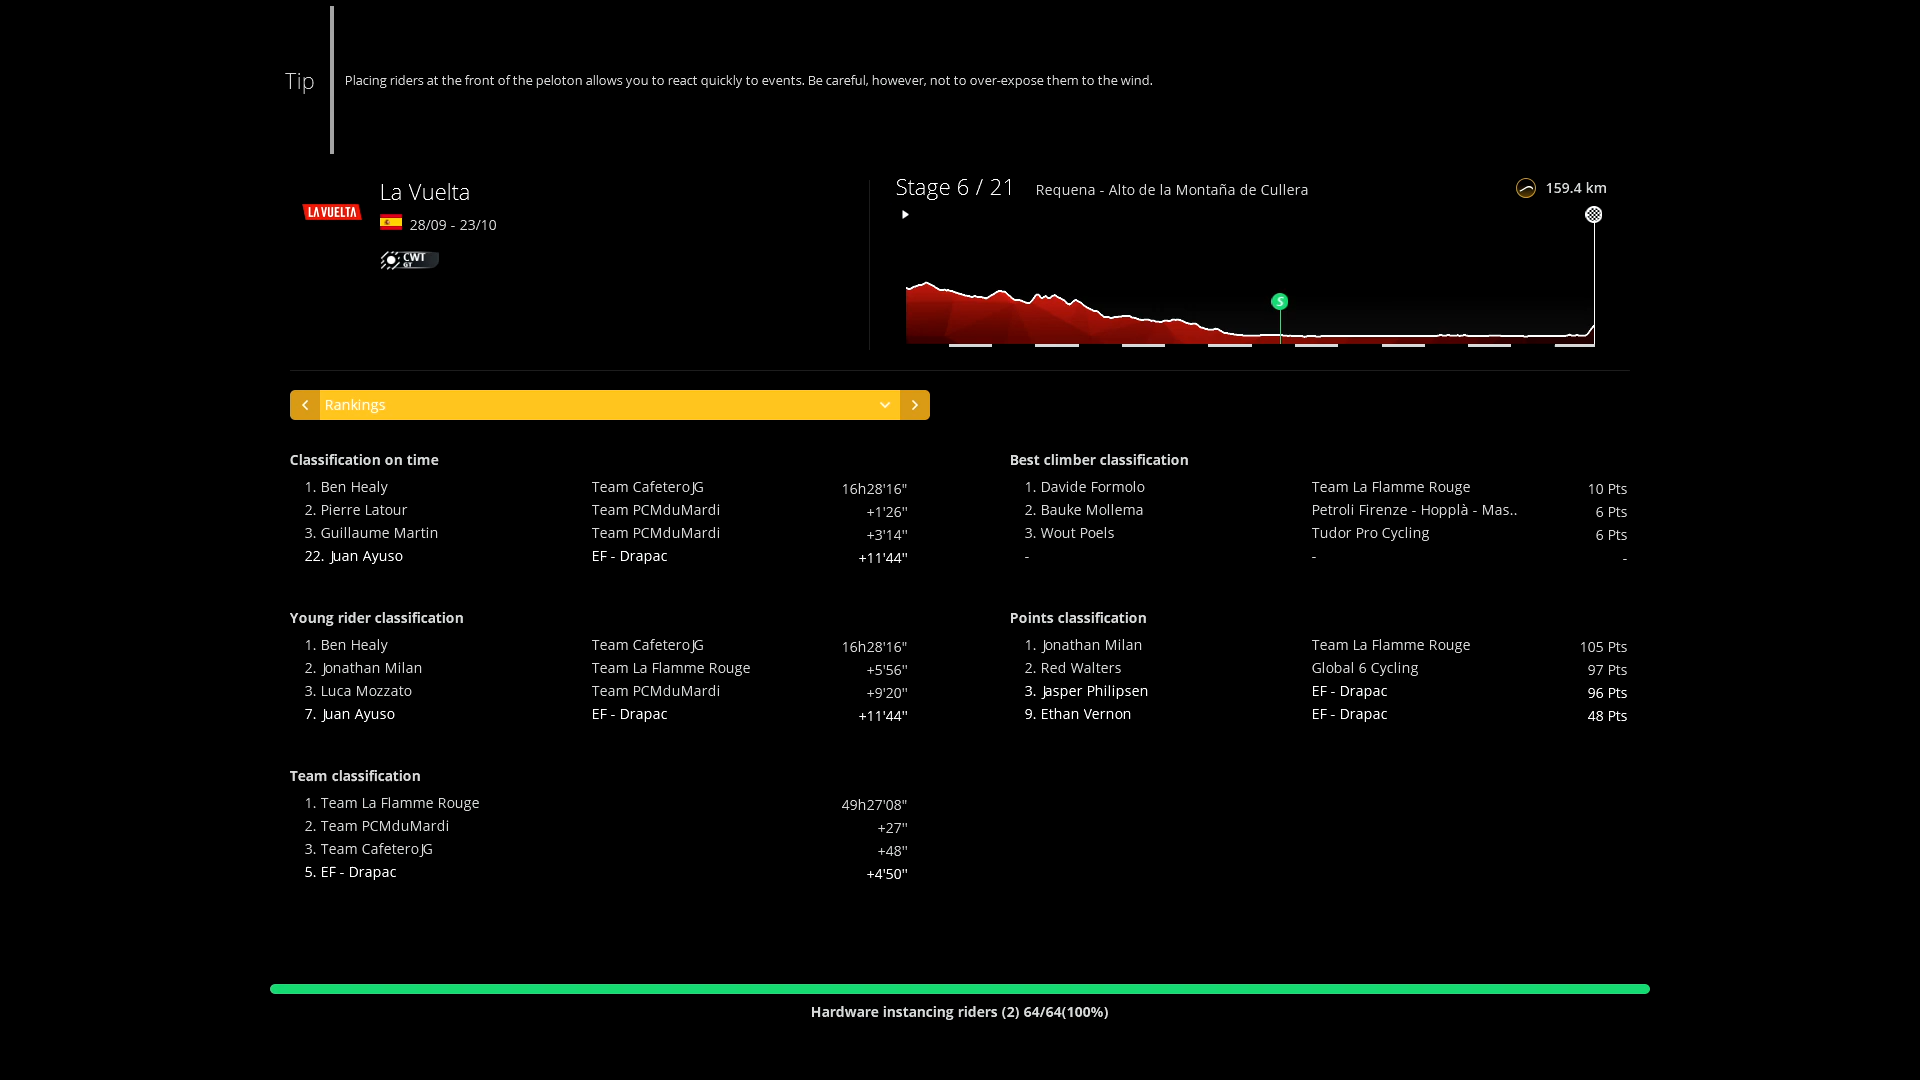 Tip
Placing riders at the front of the peloton allows you to react quickly to events. Be careful, however, not to over-expose them to the wind.
LA VUELTA
La Vuelta
28/09 - 23/10
CWT
GT
Stage 6 / 21 Requena - Alto de la Montaña de Cullera 159.4 km
S
Rankings
Classification on time
1. Ben Healy Team CafeteroJG 16h28'16''
2. Pierre Latour Team PCMduMardi +1'26''
3. Guillaume Martin Team PCMduMardi +3'14''
22. Juan Ayuso EF - Drapac +11'44''
Best climber classification
1. Davide Formolo Team La Flamme Rouge 10 Pts
2. Bauke Mollema Petroli Firenze - Hopplà - Mas.. 6 Pts
3. Wout Poels Tudor Pro Cycling 6 Pts
- - -
Young rider classification
1. Ben Healy Team CafeteroJG 16h28'16''
2. Jonathan Milan Team La Flamme Rouge +5'56''
3. Luca Mozzato Team PCMduMardi +9'20''
7. Juan Ayuso EF - Drapac +11'44''
Points classification
1. Jonathan Milan Team La Flamme Rouge 105 Pts
2. Red Walters Global 6 Cycling 97 Pts
3. Jasper Philipsen EF - Drapac 96 Pts
9. Ethan Vernon EF - Drapac 48 Pts
Team classification
1. Team La Flamme Rouge 49h27'08''
2. Team PCMduMardi +27''
3. Team CafeteroJG +48''
5. EF - Drapac +4'50''
Hardware instancing riders (2) 64/64(100%)